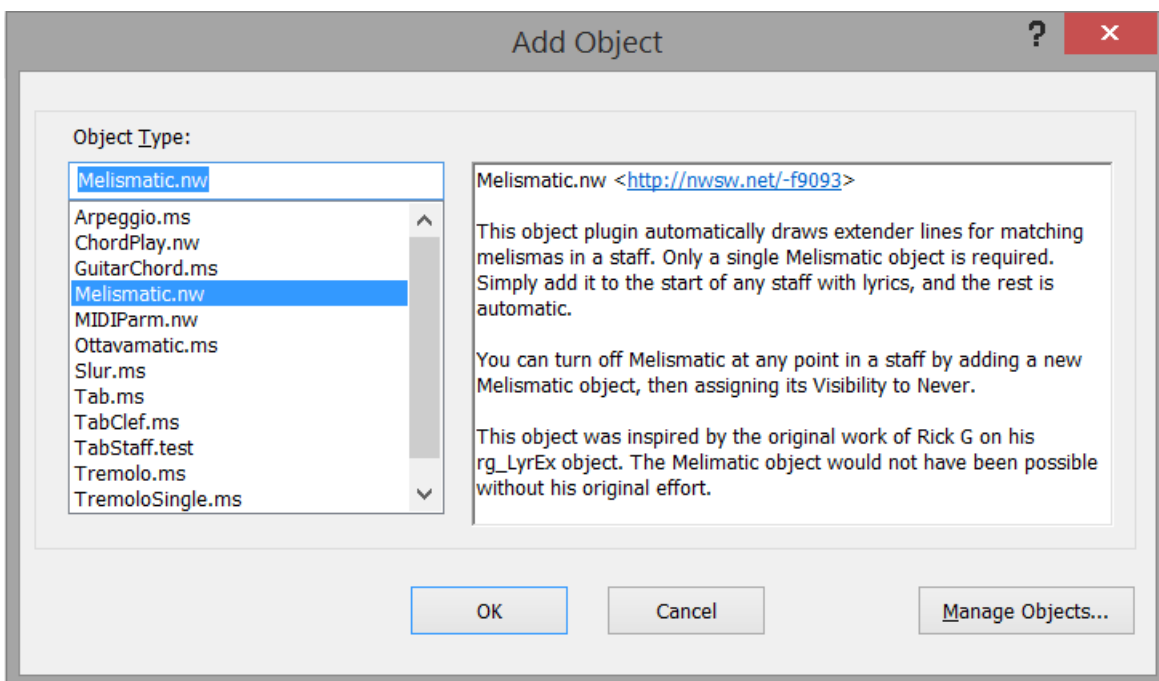 Add Object
?
×
Object Type:
Melismatic.nw
Arpeggio.ms
ChordPlay.nw
GuitarChord.ms
Melismatic.nw
MIDIParm.nw
Ottavamatic.ms
Slur.ms
Tab.ms
TabClef.ms
TabStaff.test
Tremolo.ms
TremoloSingle.ms
Melismatic.nw <http://nwsw.net/-f9093>
This object plugin automatically draws extender lines for matching
melismas in a staff. Only a single Melismatic object is required.
Simply add it to the start of any staff with lyrics, and the rest is
automatic.
You can turn off Melismatic at any point in a staff by adding a new
Melismatic object, then assigning its Visibility to Never.
This object was inspired by the original work of Rick G on his
rg_LyrEx object. The Melimatic object would not have been possible
without his original effort.
OK
Cancel
Manage Objects...